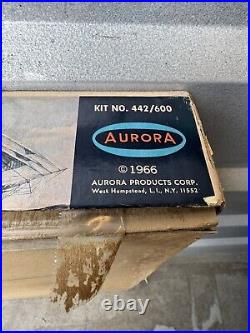 KIT NO. 442/600
AURORA
© 1966
AURORA PRODUCTS CORP.
West Hempstead, L. I., N.Y. 11552